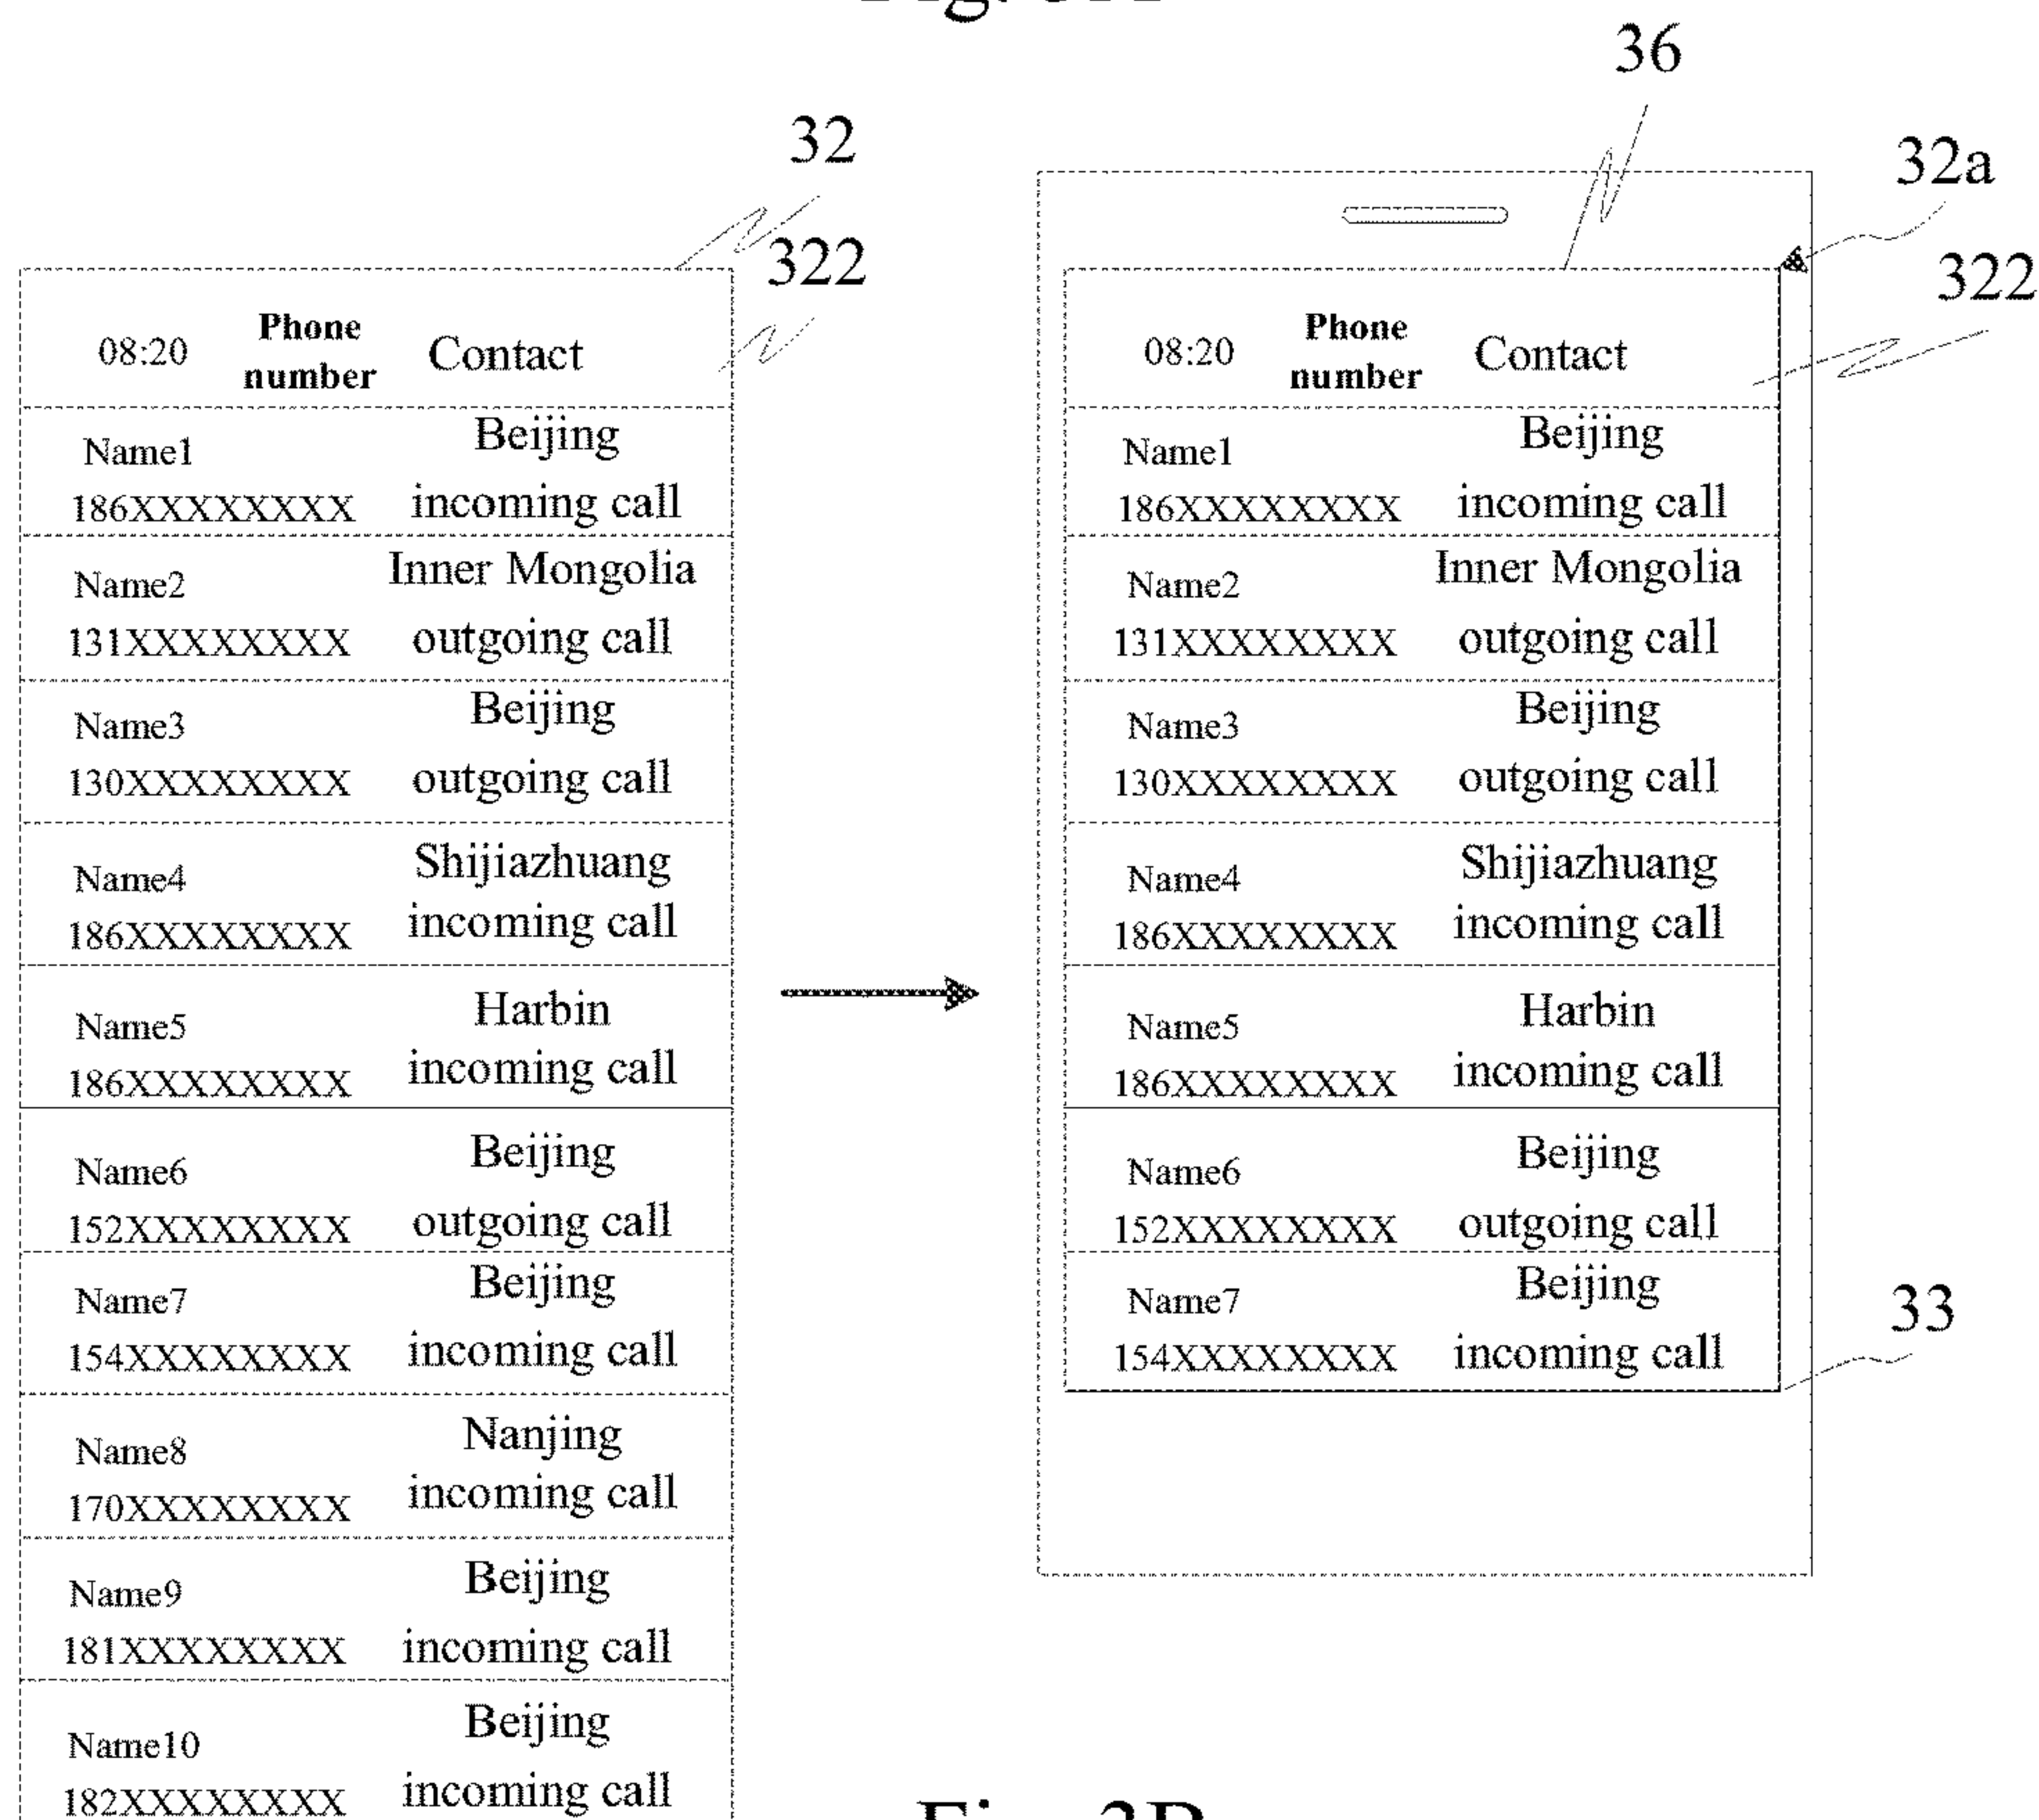 36
32
32a
322
322
08:20 Phone number Contact
Name1 Beijing
186XXXXXXXX incoming call
Name2 Inner Mongolia
131XXXXXXXX outgoing call
Name3 Beijing
130XXXXXXXX outgoing call
Name4 Shijiazhuang
186XXXXXXXX incoming call
Name5 Harbin
186XXXXXXXX incoming call
Name6 Beijing
152XXXXXXXX outgoing call
Name7 Beijing
154XXXXXXXX incoming call
Name8 Nanjing
170XXXXXXXX incoming call
Name9 Beijing
181XXXXXXXX incoming call
Name10 Beijing
182XXXXXXXX incoming call
08:20 Phone number Contact
Name1 Beijing
186XXXXXXXX incoming call
Name2 Inner Mongolia
131XXXXXXXX outgoing call
Name3 Beijing
130XXXXXXXX outgoing call
Name4 Shijiazhuang
186XXXXXXXX incoming call
Name5 Harbin
186XXXXXXXX incoming call
Name6 Beijing
152XXXXXXXX outgoing call
Name7 Beijing
154XXXXXXXX incoming call
33